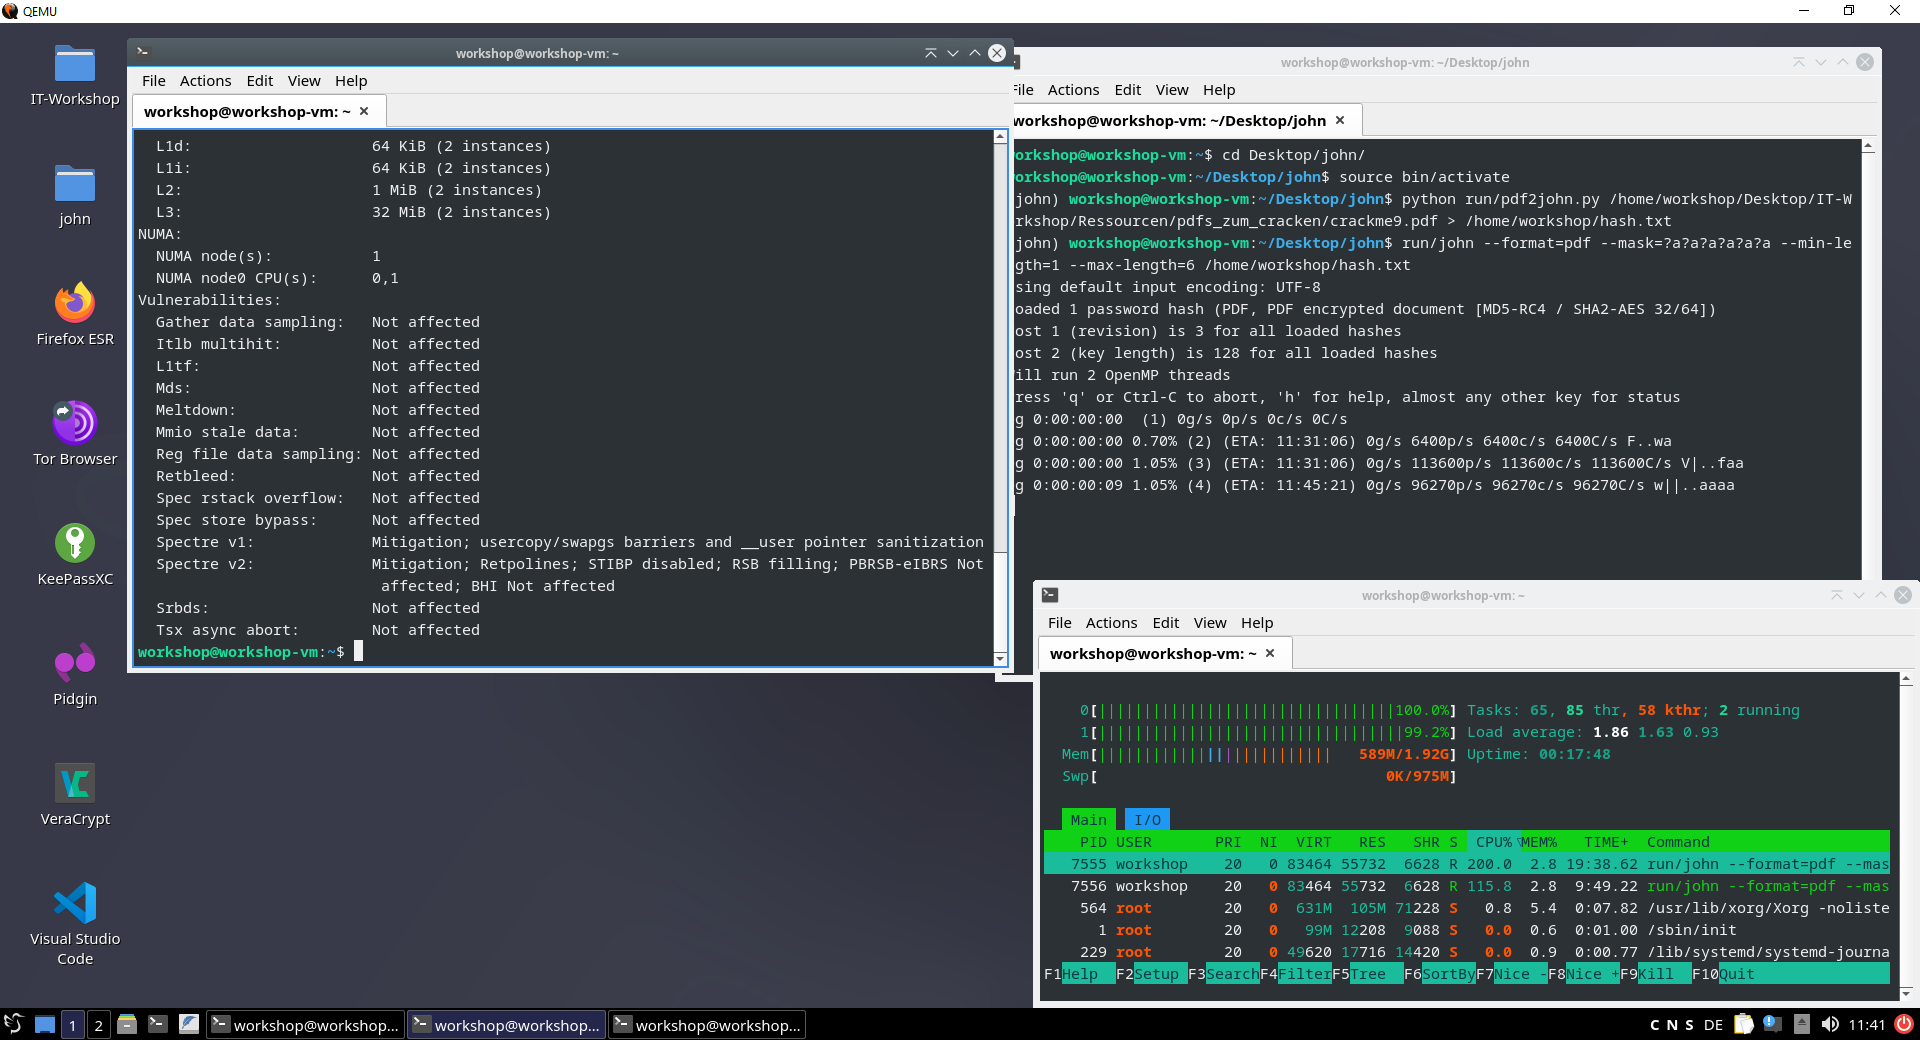 QEMU
IT-Workshop
john
Firefox ESR
Tor Browser
KeePassXC
Pidgin
VeraCrypt
Visual Studio
Code
workshop@workshop-vm: ~
File Actions Edit View Help
workshop@workshop-vm: ~
L1d: 64 KiB (2 instances)
L1i: 64 KiB (2 instances)
L2: 1 MiB (2 instances)
L3: 32 MiB (2 instances)
NUMA:
NUMA node(s): 1
NUMA node0 CPU(s): 0,1
Vulnerabilities:
Gather data sampling: Not affected
Itlb multihit: Not affected
L1tf: Not affected
Mds: Not affected
Meltdown: Not affected
Mmio stale data: Not affected
Reg file data sampling: Not affected
Retbleed: Not affected
Spec rstack overflow: Not affected
Spec store bypass: Not affected
Spectre v1: Mitigation; usercopy/swapgs barriers and __user pointer sanitization
Spectre v2: Mitigation; Retpolines; STIBP disabled; RSB filling; PBRSB-eIBRS Not
affected; BHI Not affected
Srbds: Not affected
Tsx async abort: Not affected
workshop@workshop-vm:~$
workshop@workshop-vm: ~/Desktop/john
File Actions Edit View Help
workshop@workshop-vm: ~/Desktop/john
orkshop@workshop-vm:~$ cd Desktop/john/
orkshop@workshop-vm:~/Desktop/john$ source bin/activate
john) workshop@workshop-vm:~/Desktop/john$ python run/pdf2john.py /home/workshop/Desktop/IT-W
rkshop/Ressourcen/pdfs_zum_cracken/crackme9.pdf > /home/workshop/hash.txt
john) workshop@workshop-vm:~/Desktop/john$ run/john --format=pdf --mask=?a?a?a?a?a?a --min-le
gth=1 --max-length=6 /home/workshop/hash.txt
sing default input encoding: UTF-8
oaded 1 password hash (PDF, PDF encrypted document [MD5-RC4 / SHA2-AES 32/64])
ost 1 (revision) is 3 for all loaded hashes
ost 2 (key length) is 128 for all loaded hashes
ill run 2 OpenMP threads
ress 'q' or Ctrl-C to abort, 'h' for help, almost any other key for status
g 0:00:00:00 (1) 0g/s 0p/s 0c/s 0C/s
g 0:00:00:00 0.70% (2) (ETA: 11:31:06) 0g/s 6400p/s 6400c/s 6400C/s F..wa
g 0:00:00:00 1.05% (3) (ETA: 11:31:06) 0g/s 113600p/s 113600c/s 113600C/s V|..faa
g 0:00:00:09 1.05% (4) (ETA: 11:45:21) 0g/s 96270p/s 96270c/s 96270C/s w||..aaaa
workshop@workshop-vm: ~
File Actions Edit View Help
workshop@workshop-vm: ~
0[||||||||||||||||||||||||||||||||||100.0%] Tasks: 65, 85 thr, 58 kthr; 2 running
1[||||||||||||||||||||||||||||||||||99.2%] Load average: 1.86 1.63 0.93
Mem[||||||||||||||||||||||||||589M/1.92G] Uptime: 00:17:48
Swp[ 0K/975M]
Main I/O
PID USER PRI NI VIRT RES SHR S CPU%▽MEM% TIME+ Command
7555 workshop 20 0 83464 55732 6628 R 200.0 2.8 19:38.62 run/john --format=pdf --mas
7556 workshop 20 0 83464 55732 6628 R 115.8 2.8 9:49.22 run/john --format=pdf --mas
564 root 20 0 631M 105M 71228 S 0.8 5.4 0:07.82 /usr/lib/xorg/Xorg -noliste
1 root 20 0 99M 12208 9088 S 0.0 0.6 0:01.00 /sbin/init
229 root 20 0 49620 17716 14420 S 0.0 0.9 0:00.77 /lib/systemd/systemd-journa
F1Help F2Setup F3SearchF4FilterF5Tree F6SortByF7Nice -F8Nice +F9Kill F10Quit
1 2 workshop@workshop... workshop@workshop... workshop@workshop... C N S DE 11:41